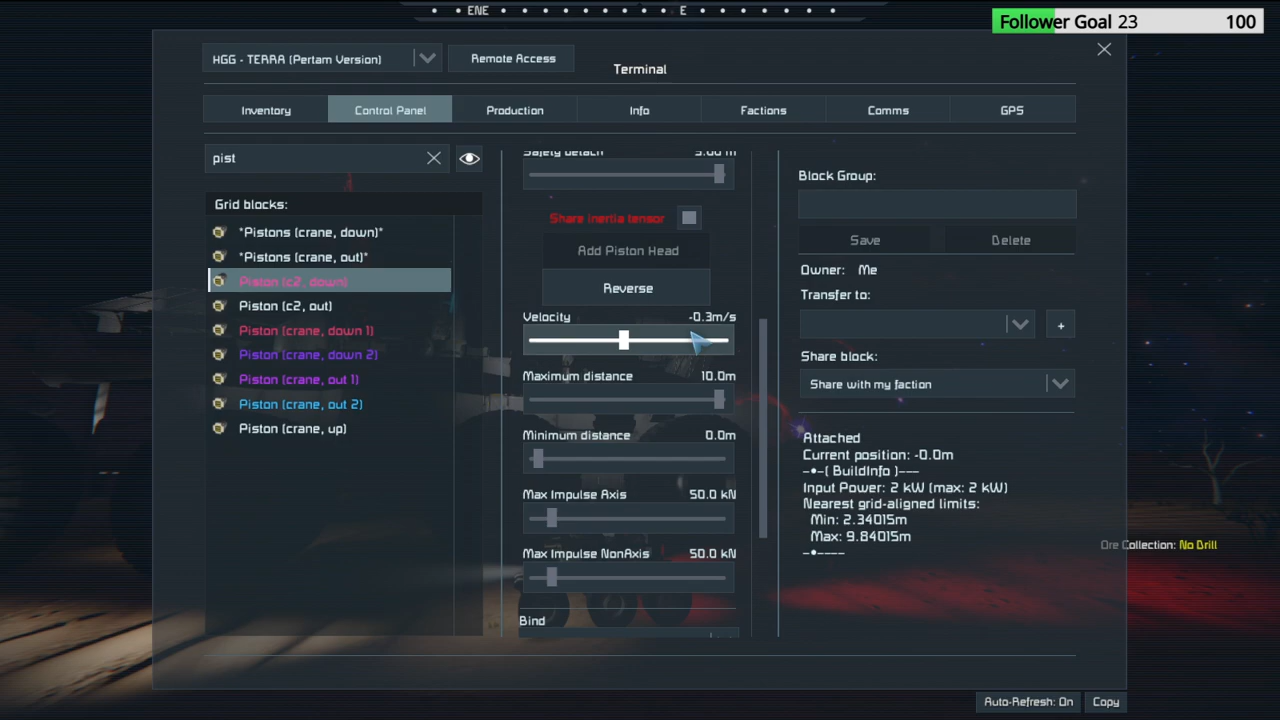 ENE
E
Follower Goal 23
100
HGG - TERRA (Pertam Version)
Remote Access
Terminal
Inventory
Control Panel
Production
Info
Factions
Comms
GPS
pist
Grid blocks:
*Pistons (crane, down)*
*Pistons (crane, out)*
Piston (c2, down)
Piston (c2, out)
Piston (crane, down 1)
Piston (crane, down 2)
Piston (crane, out 1)
Piston (crane, out 2)
Piston (crane, up)
Safety detach 5.00 m
Share inertia tensor
Add Piston Head
Reverse
Velocity -0.3m/s
Maximum distance 10.0m
Minimum distance 0.0m
Max Impulse Axis 50.0 kN
Max Impulse NonAxis 50.0 kN
Bind
Block Group:
Save
Delete
Owner: Me
Transfer to:
+
Share block:
Share with my faction
Attached
Current position: -0.0m
-•-( BuildInfo )---
Input Power: 2 kW (max: 2 kW)
Nearest grid-aligned limits:
Min: 2.34015m
Max: 9.84015m
-•----
Ore Collection: No Drill
Auto-Refresh: On
Copy